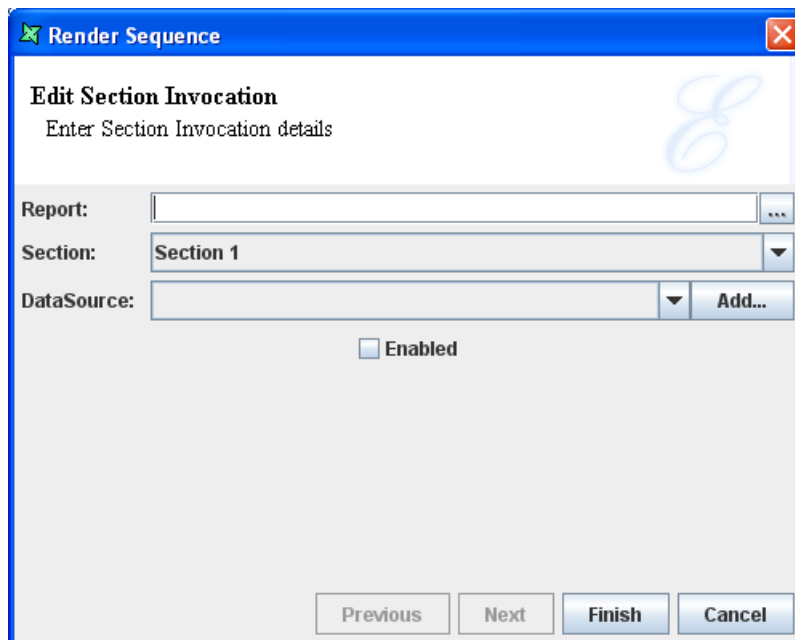 Render Sequence
Edit Section Invocation
Enter Section Invocation details
Report: ...
Section: Section 1
DataSource: Add...
Enabled
Previous Next Finish Cancel